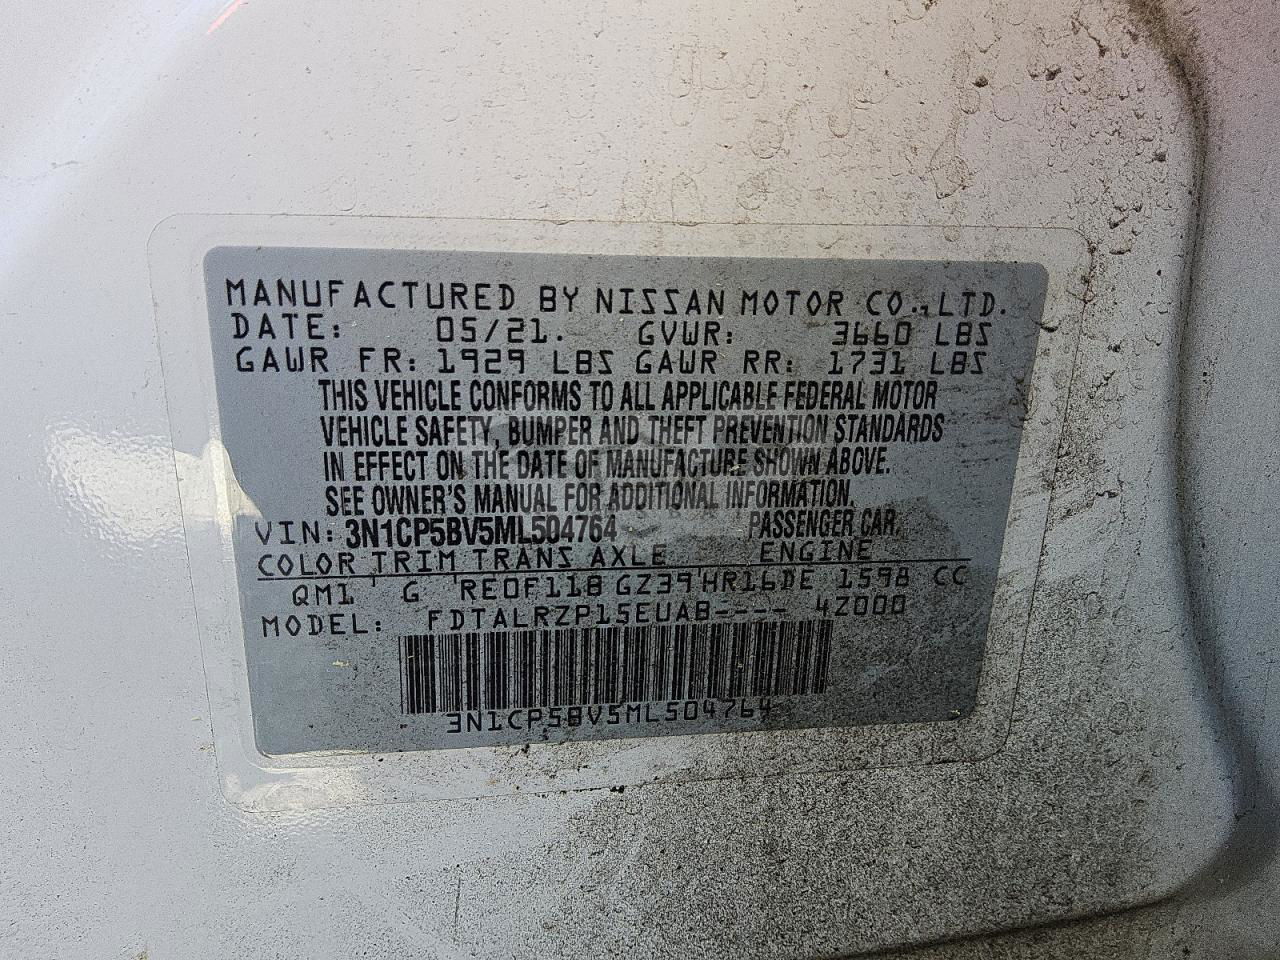 MANUFACTURED BY NISSAN MOTOR CO., LTD.
DATE: 05/21. GVWR: 3660 LBS
GAWR FR: 1929 LBS GAWR RR: 1731 LBS
THIS VEHICLE CONFORMS TO ALL APPLICABLE FEDERAL MOTOR
VEHICLE SAFETY, BUMPER AND THEFT PREVENTION STANDARDS
IN EFFECT ON THE DATE OF MANUFACTURE SHOWN ABOVE.
SEE OWNER'S MANUAL FOR ADDITIONAL INFORMATION.
VIN: 3N1CP5BV5ML504764 PASSENGER CAR.
COLOR TRIM TRANS AXLE ENGINE
QM1 G RE0F11B GZ39 HR16DE 1598 CC
MODEL: FDTALRZP15EUAB---- 4Z000
3N1CP5BV5ML504764